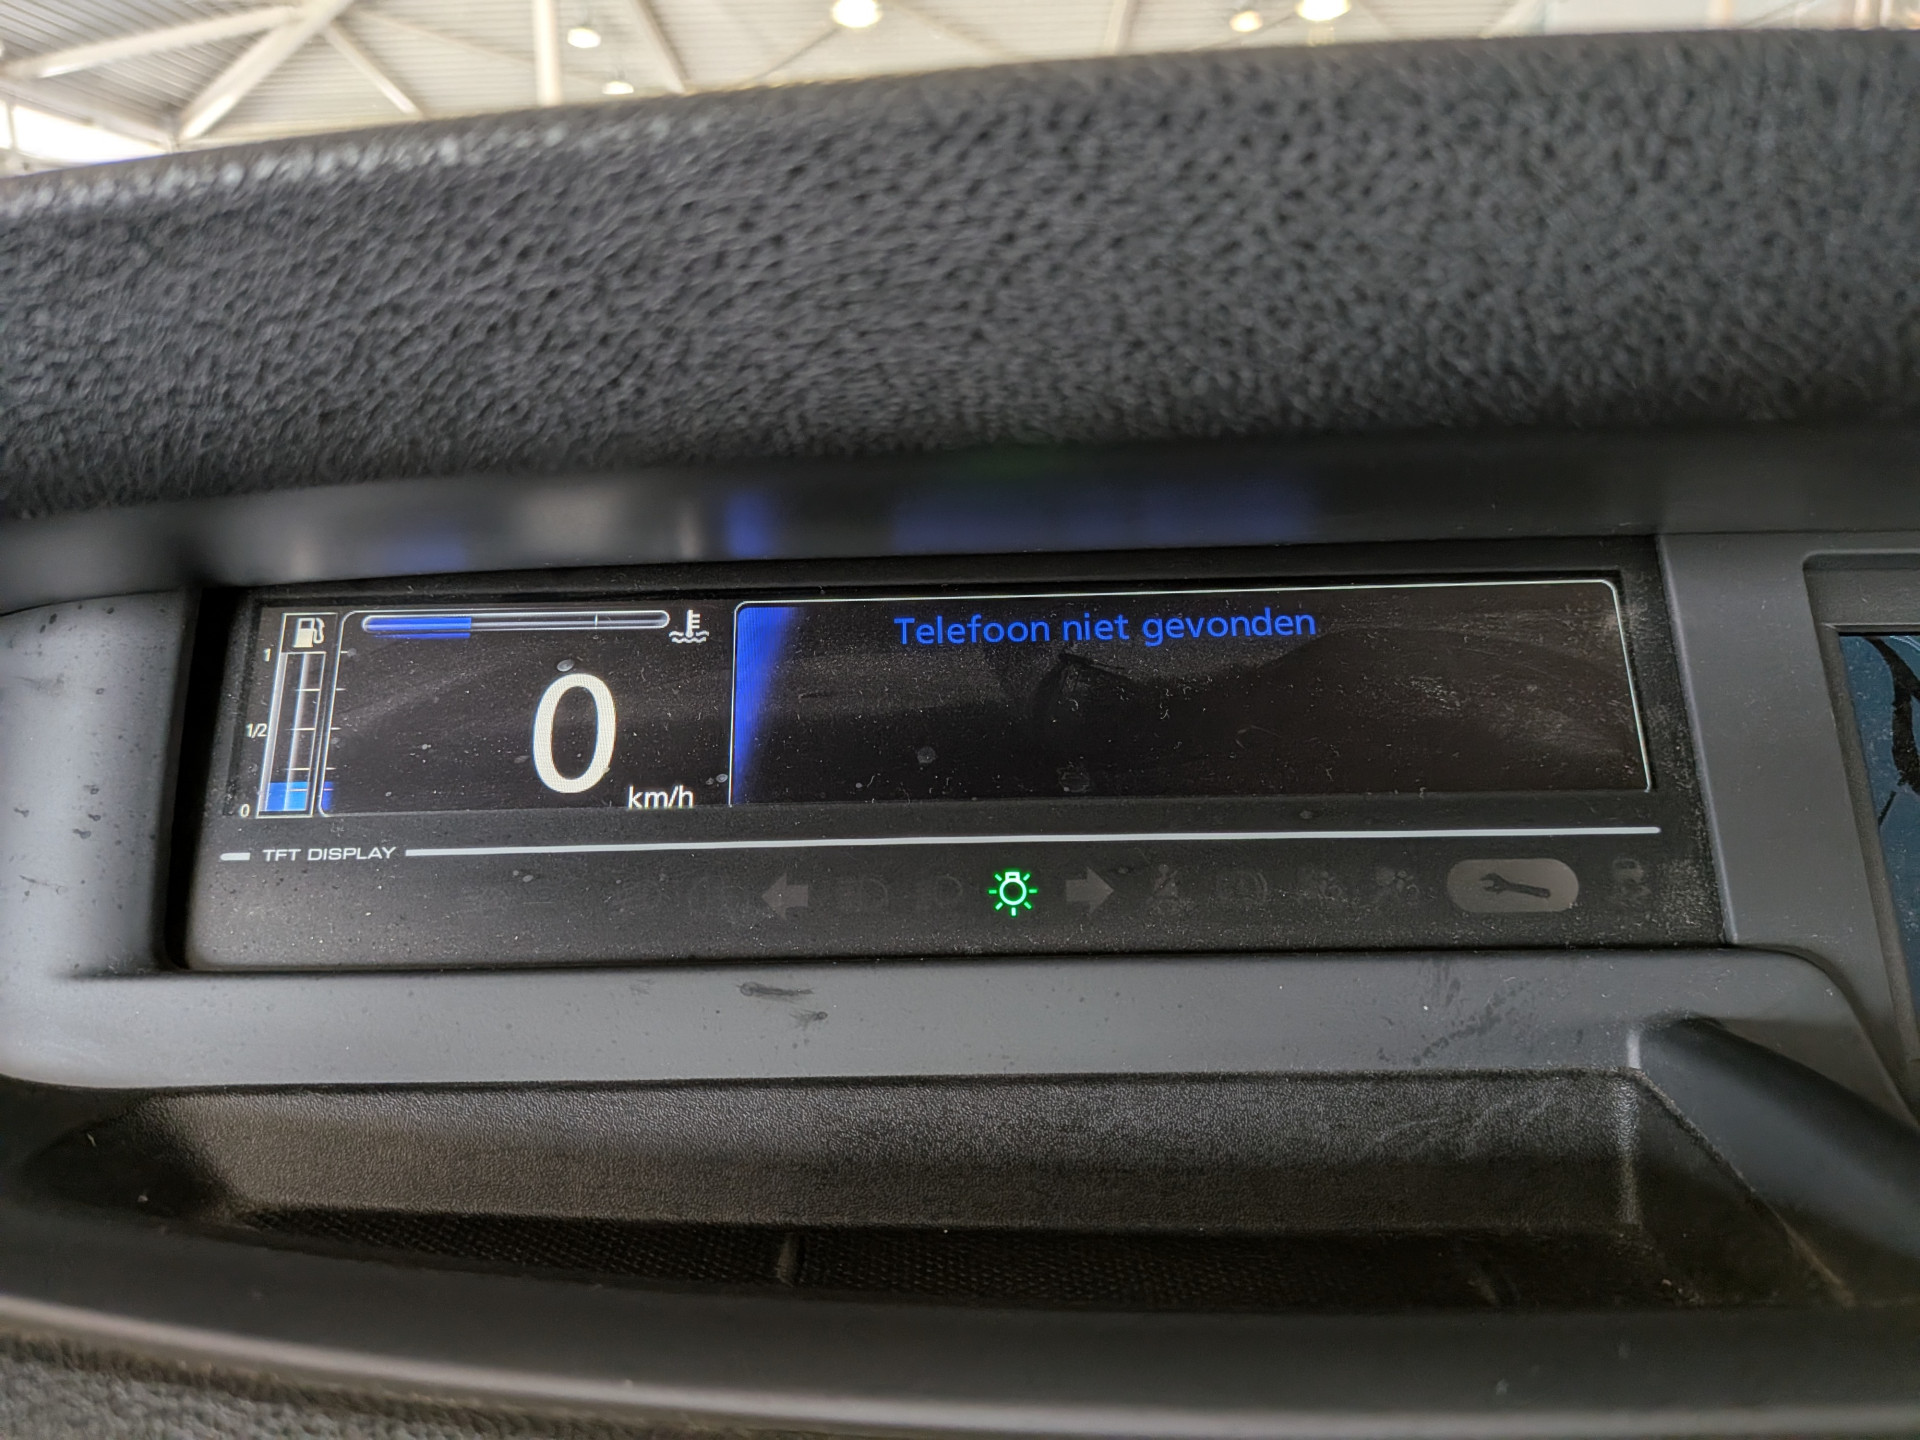 Telefoon niet gevonden
1
1/2
0
0
km/h
TFT DISPLAY